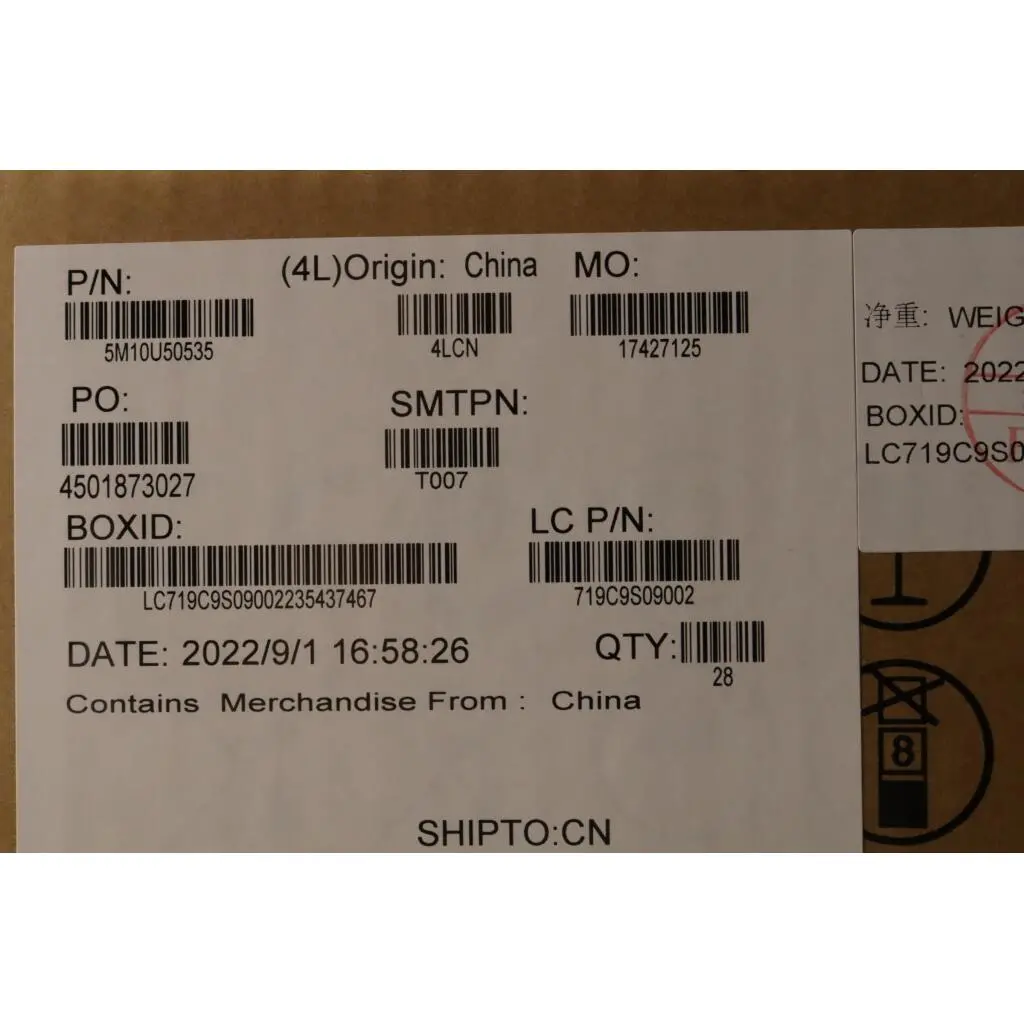 P/N:
5M10U50535
(4L)Origin: China
4LCN
MO:
17427125
PO:
4501873027
SMTPN:
T007
BOXID:
LC719C9S09002235437467
LC P/N:
719C9S09002
DATE: 2022/9/1 16:58:26
QTY:
28
Contains Merchandise From : China
SHIPTO:CN
净重: WEIG
DATE: 2022
BOXID:
LC719C9S0
8